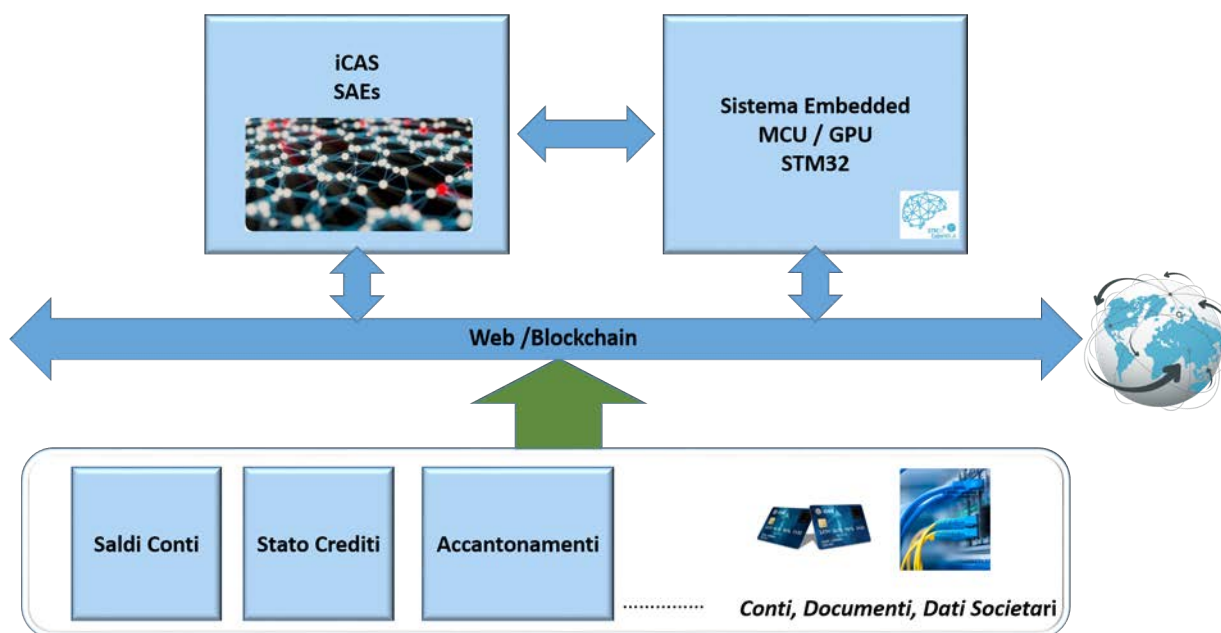 iCAS
SAEs
Sistema Embedded
MCU / GPU
STM32
Web /Blockchain
Saldi Conti
Stato Crediti
Accantonamenti
..............
Conti, Documenti, Dati Societari